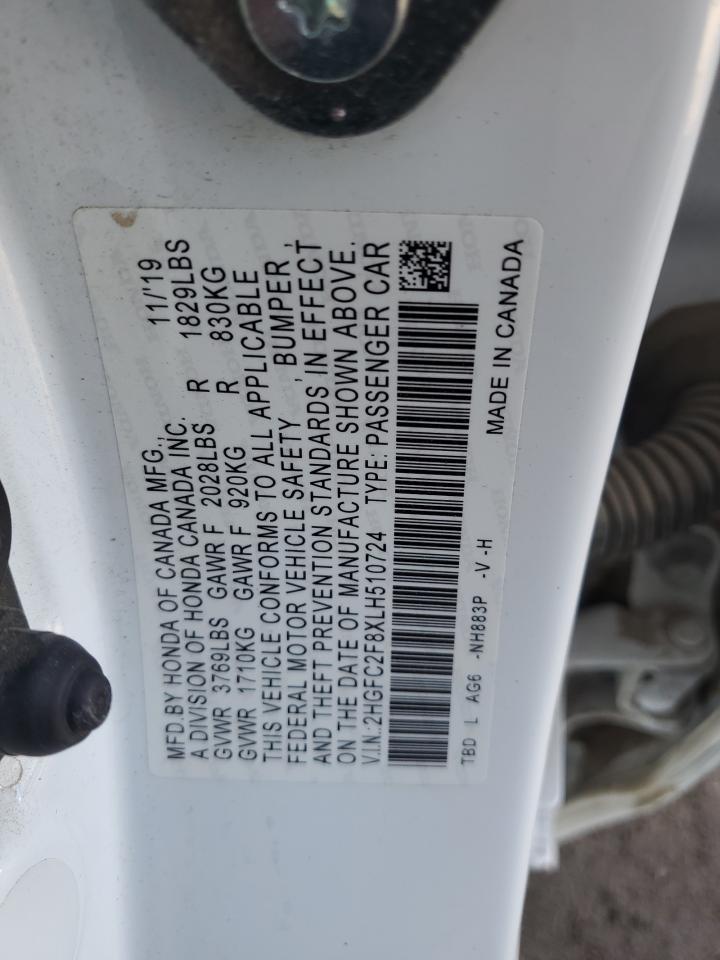 MFD.BY HONDA OF CANADA MFG., 11/'19
A DIVISION OF HONDA CANADA INC.
GVWR 3769LBS GAWR F 2028LBS R 1829LBS
GVWR 1710KG GAWR F 920KG R 830KG
THIS VEHICLE CONFORMS TO ALL APPLICABLE
FEDERAL MOTOR VEHICLE SAFETY , BUMPER ,
AND THEFT PREVENTION STANDARDS IN EFFECT
ON THE DATE OF MANUFACTURE SHOWN ABOVE.
V.I.N.:2HGFC2F8XLH510724 TYPE: PASSENGER CAR
TBD L AG6 -NH883P -V -H
MADE IN CANADA